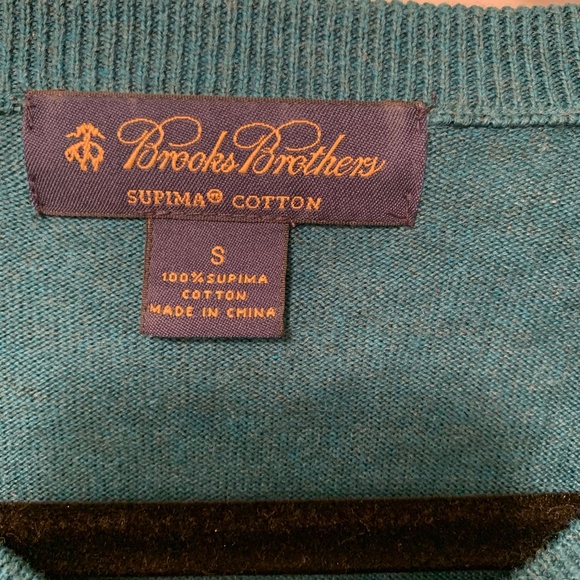 Brooks Brothers
SUPIMA® COTTON
S
100% SUPIMA
COTTON
MADE IN CHINA